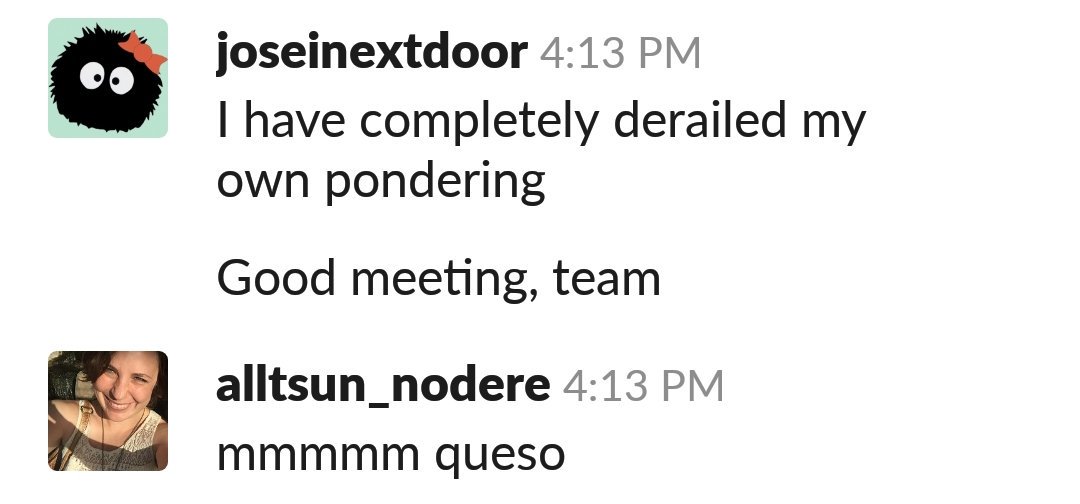 joseinextdoor 4:13 PM
I have completely derailed my
own pondering
Good meeting, team
alltsun_nodere 4:13 PM
mmmmm queso